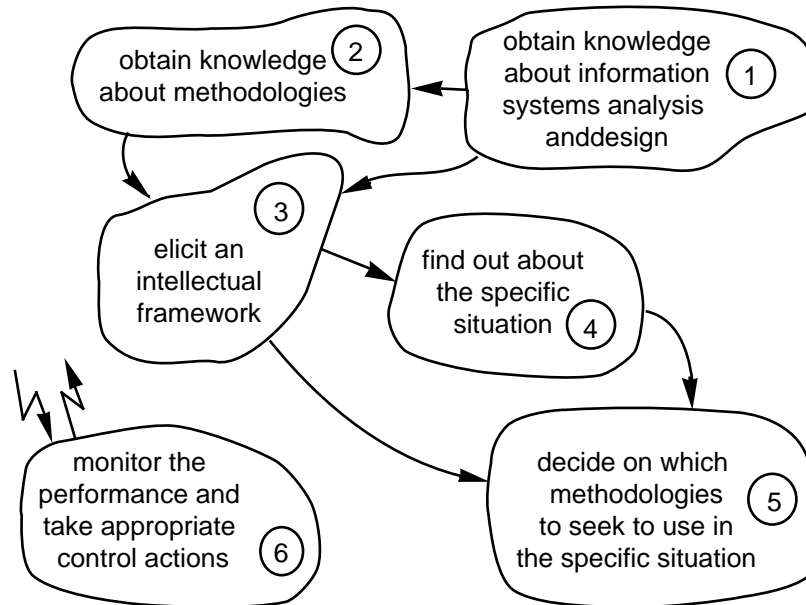 obtain knowledge
about information
systems analysis
anddesign
1
obtain knowledge
about methodologies
2
elicit an
intellectual
framework
3
find out about
the specific
situation
4
decide on which
methodologies
to seek to use in
the specific situation
5
monitor the
performance and
take appropriate
control actions
6